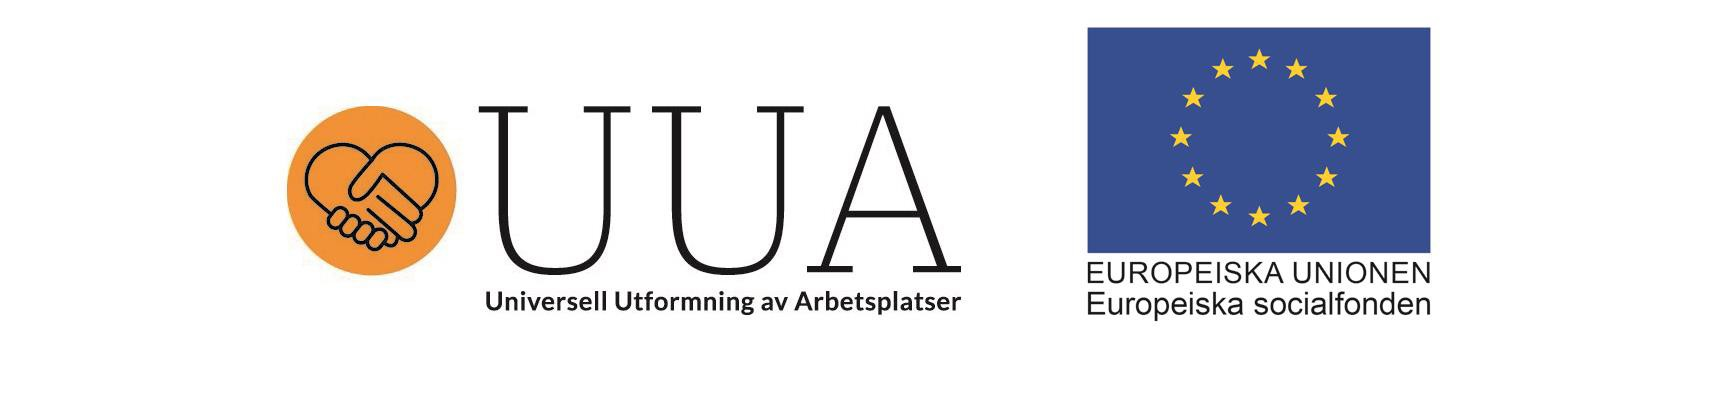 UUA
Universell Utformning av Arbetsplatser
EUROPEISKA UNIONEN
Europeiska socialfonden